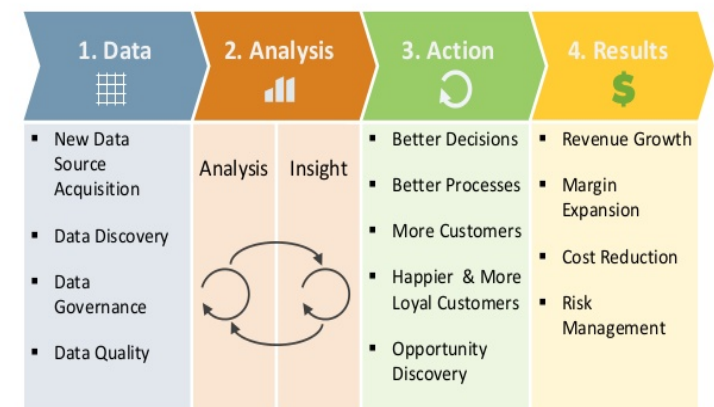 1. Data
2. Analysis
3. Action
4. Results
$
▪ New Data
Source
Acquisition
▪ Data Discovery
▪ Data
Governance
▪ Data Quality
Analysis
Insight
▪ Better Decisions
▪ Better Processes
▪ More Customers
▪ Happier & More
Loyal Customers
▪ Opportunity
Discovery
▪ Revenue Growth
▪ Margin
Expansion
▪ Cost Reduction
▪ Risk
Management